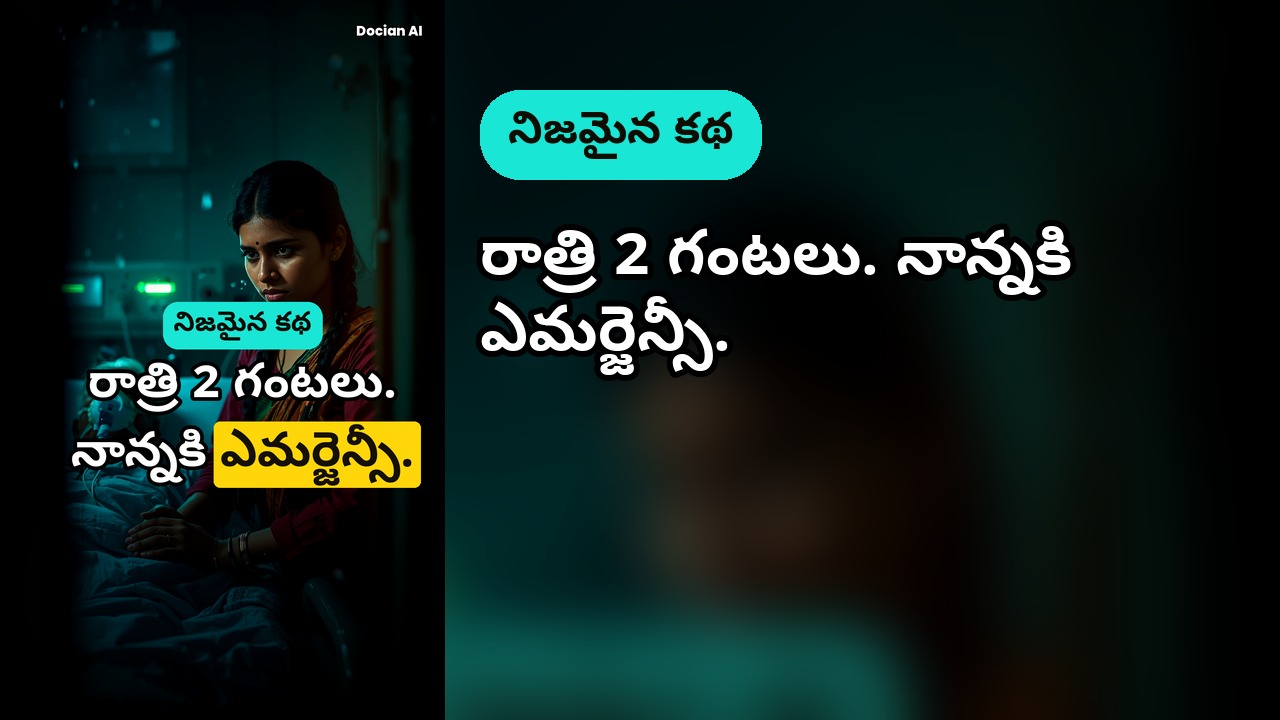 Docian AI
నిజమైన కథ
రాత్రి 2 గంటలు.
నాన్నకి ఎమర్జెన్సీ.
నిజమైన కథ
రాత్రి 2 గంటలు. నాన్నకి
ఎమర్జెన్సీ.